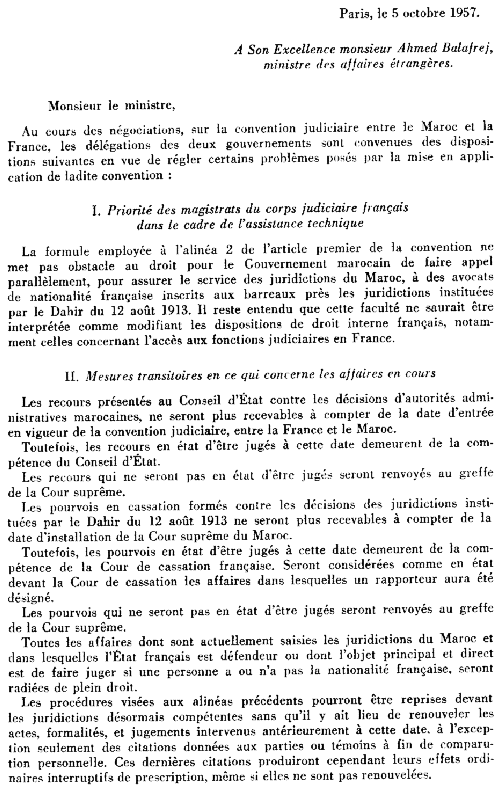 Paris, le 5 octobre 1957.
A Son Excellence monsieur Ahmed Balafrej,
ministre des affaires étrangères.
Monsieur le ministre,
Au cours des négociations, sur la convention judiciaire entre le Maroc et la
France, les délégations des deux gouvernements sont convenues des disposi-
tions suivantes en vue de régler certains problèmes posés par la mise en appli-
cation de ladite convention :
I. Priorité des magistrats du corps judiciaire français
dans le cadre de l'assistance technique
La formule employée à l'alinéa 2 de l'article premier de la convention ne
met pas obstacle au droit pour le Gouvernement marocain de faire appel
parallèlement, pour assurer le service des juridictions du Maroc, à des avocats
de nationalité française inscrits aux barreaux près les juridictions instituées
par le Dahir du 12 août 1913. Il reste entendu que cette faculté ne saurait être
interprétée comme modifiant les dispositions de droit interne français, notam-
ment celles concernant l'accès aux fonctions judiciaires en France.
II. Mesures transitoires en ce qui concerne les affaires en cours
Les recours présentés au Conseil d'État contre les décisions d'autorités admi-
nistratives marocaines, ne seront plus recevables à compter de la date d'entrée
en vigueur de la convention judiciaire, entre la France et le Maroc.
Toutefois, les recours en état d'être jugés à cette date demeurent de la com-
pétence du Conseil d'État.
Les recours qui ne seront pas en état d'être jugés seront renvoyés au greffe
de la Cour suprême.
Les pourvois en cassation formés contre les décisions des juridictions insti-
tuées par le Dahir du 12 août 1913 ne seront plus recevables à compter de la
date d'installation de la Cour suprême du Maroc.
Toutefois, les pourvois en état d'être jugés à cette date demeurent de la com-
pétence de la Cour de cassation française. Seront considérées comme en état
devant la Cour de cassation les affaires dans lesquelles un rapporteur aura été
désigné.
Les pourvois qui ne seront pas en état d'être jugés seront renvoyés au greffe
de la Cour suprême.
Toutes les affaires dont sont actuellement saisies les juridictions du Maroc et
dans lesquelles l'État français est défendeur ou dont l'objet principal et direct
est de faire juger si une personne a ou n'a pas la nationalité française, seront
radiées de plein droit.
Les procédures visées aux alinéas précédents pourront être reprises devant
les juridictions désormais compétentes sans qu'il y ait lieu de renouveler les
actes, formalités, et jugements intervenus antérieurement à cette date, à l'excep-
tion seulement des citations données aux parties ou témoins à fin de comparu-
tion personnelle. Ces dernières citations produiront cependant leurs effets ordi-
naires interruptifs de prescription, même si elles ne sont pas renouvelées.